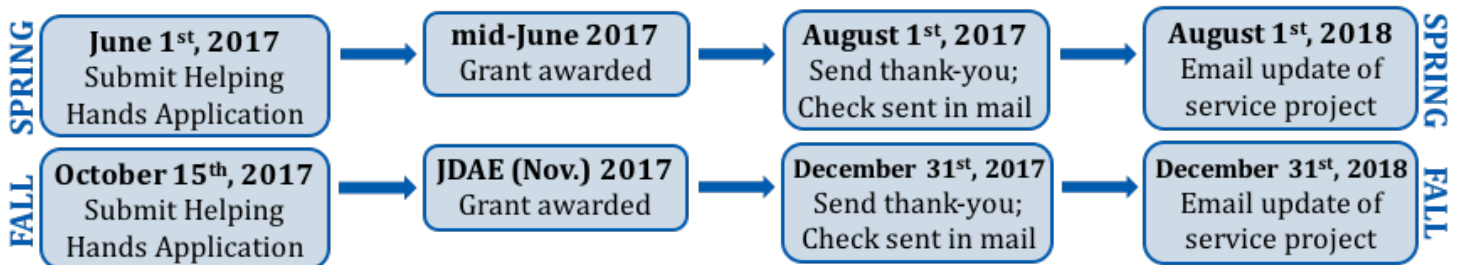 SPRING
June 1st, 2017
Submit Helping
Hands Application
mid-June 2017
Grant awarded
August 1st, 2017
Send thank-you;
Check sent in mail
August 1st, 2018
Email update of
service project
SPRING
FALL
October 15th, 2017
Submit Helping
Hands Application
JDAE (Nov.) 2017
Grant awarded
December 31st, 2017
Send thank-you;
Check sent in mail
December 31st, 2018
Email update of
service project
FALL